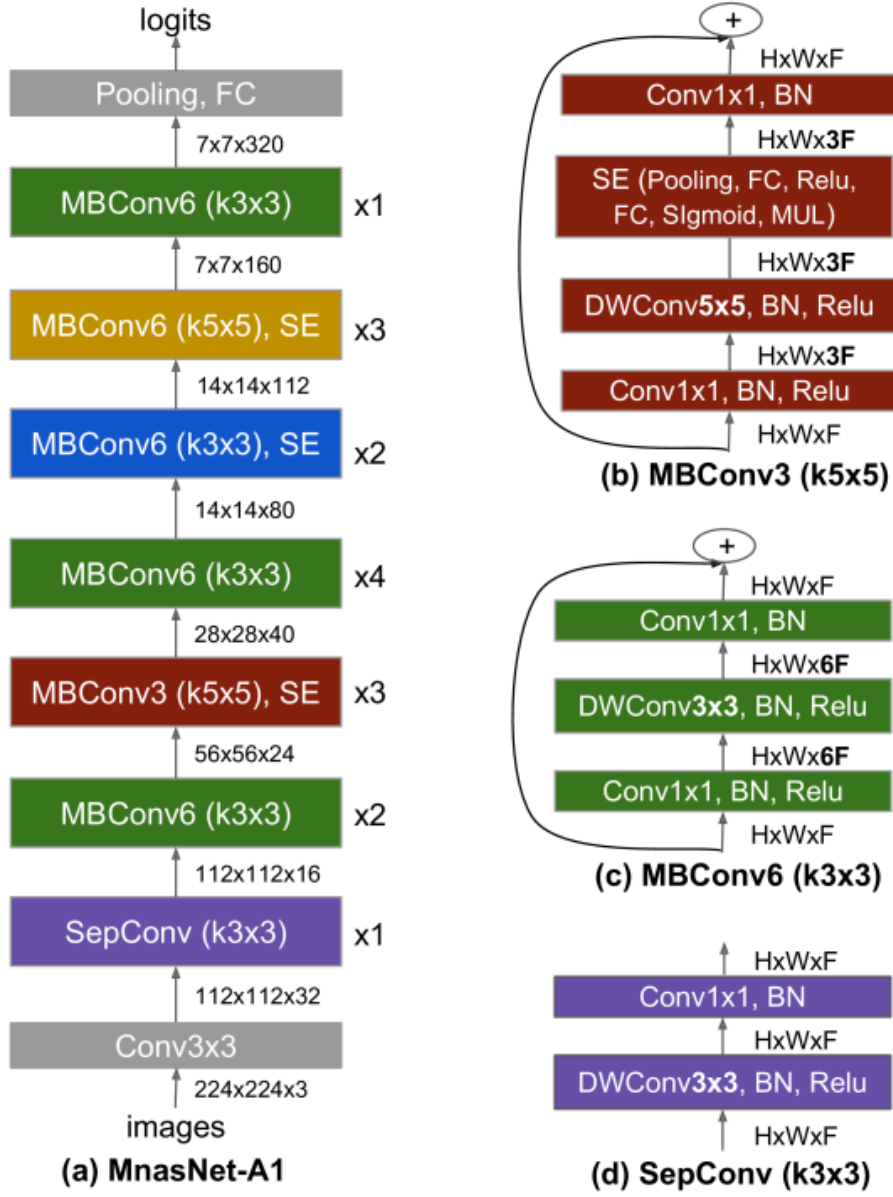 logits
Pooling, FC
7x7x320
MBConv6 (k3x3)
x1
7x7x160
MBConv6 (k5x5), SE
x3
14x14x112
MBConv6 (k3x3), SE
x2
14x14x80
MBConv6 (k3x3)
x4
28x28x40
MBConv3 (k5x5), SE
x3
56x56x24
MBConv6 (k3x3)
x2
112x112x16
SepConv (k3x3)
x1
112x112x32
Conv3x3
224x224x3
images
(a) MnasNet-A1
+
HxWxF
Conv1x1, BN
HxWx3F
SE (Pooling, FC, Relu,
FC, SIgmoid, MUL)
HxWx3F
DWConv5x5, BN, Relu
HxWx3F
Conv1x1, BN, Relu
HxWxF
(b) MBConv3 (k5x5)
+
HxWxF
Conv1x1, BN
HxWx6F
DWConv3x3, BN, Relu
HxWx6F
Conv1x1, BN, Relu
HxWxF
(c) MBConv6 (k3x3)
HxWxF
Conv1x1, BN
HxWxF
DWConv3x3, BN, Relu
HxWxF
(d) SepConv (k3x3)